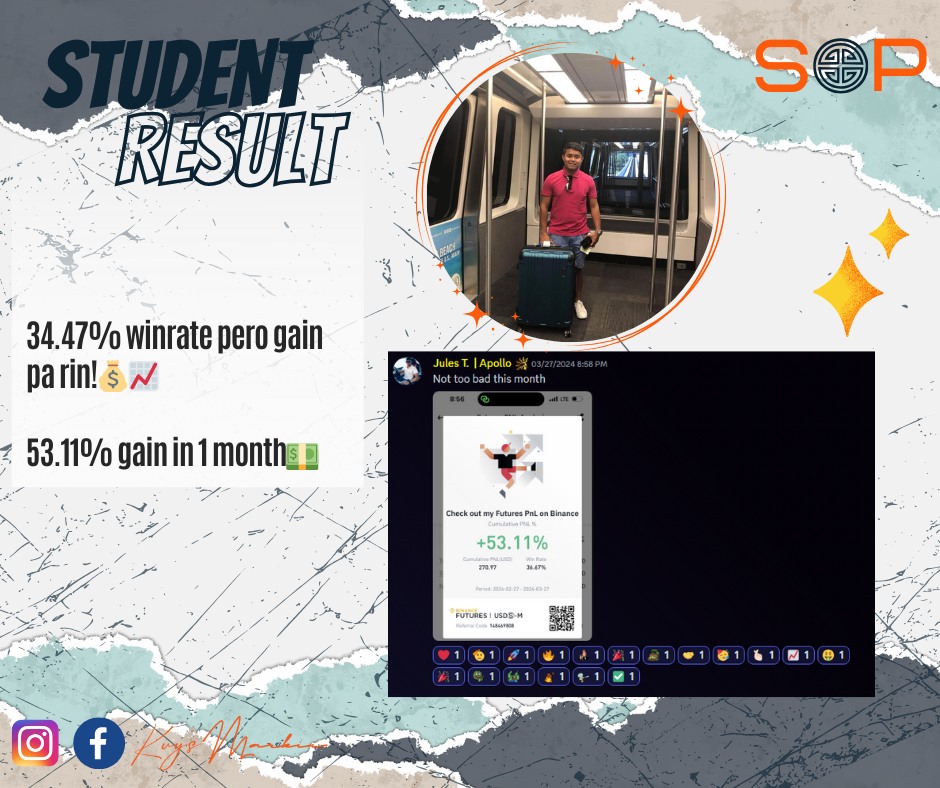 STUDENT
RESULT
SOP
REACH
34.47% winrate pero gain
pa rin!💰📈
53.11% gain in 1 month💵
Jules T. | Apollo 03/27/2024 8:58 PM
Not too bad this month
8:56
LTE
Check out my Futures PnL on Binance
Cumulative PNL %
+53.11%
Cumulative PNL(USD) Win Rate
270.97 36.67%
Period: 2024-02-27 - 2024-03-27
BINANCE
FUTURES | USDⓈ-M
Referral Code 148469808
❤️ 1 🫡 1 🚀 1 🔥 1 1 🎉 1 1 🤝 1 🥳 1 1 📈 1 1
🎉 1 1 1 1 1 ✅ 1
Kuys Markin